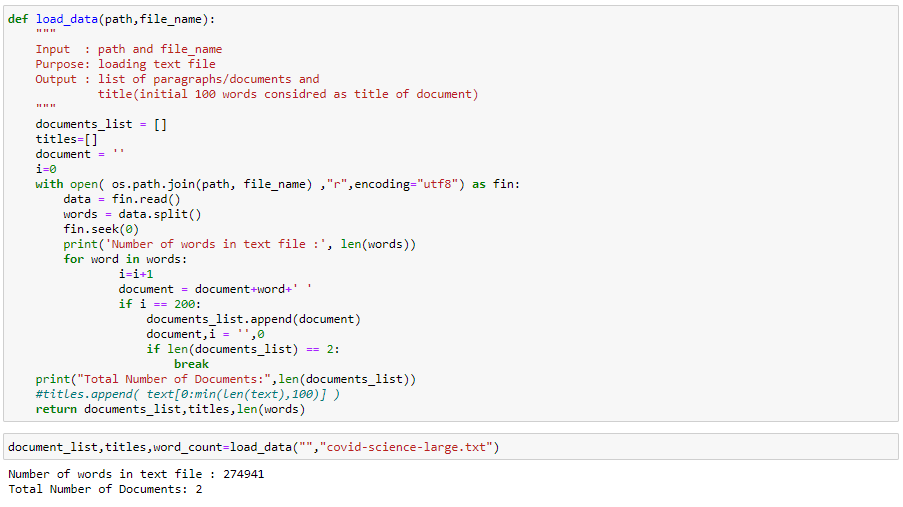 def load_data(path,file_name):
    """
    Input  : path and file_name
    Purpose: loading text file
    Output : list of paragraphs/documents and
             title(initial 100 words considred as title of document)
    """
    documents_list = []
    titles=[]
    document = ''
    i=0
    with open( os.path.join(path, file_name) ,"r",encoding="utf8") as fin:
        data = fin.read()
        words = data.split()
        fin.seek(0)
        print('Number of words in text file :', len(words))
        for word in words:
                i=i+1
                document = document+word+' '
                if i == 200:
                    documents_list.append(document)
                    document,i = '',0
                    if len(documents_list) == 2:
                        break
    print("Total Number of Documents:",len(documents_list))
    #titles.append( text[0:min(len(text),100)] )
    return documents_list,titles,len(words)
document_list,titles,word_count=load_data("","covid-science-large.txt")
Number of words in text file : 274941
Total Number of Documents: 2